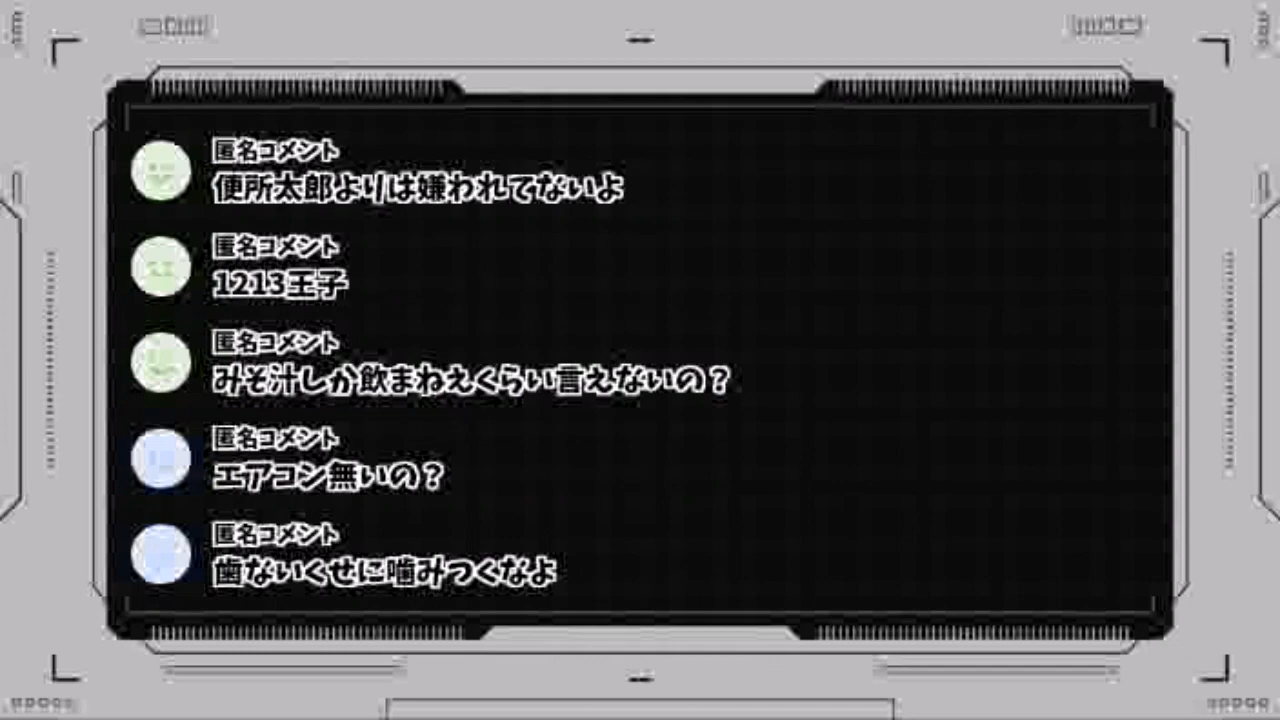 匿名コメント
便所太郎よりは嫌われてないよ
匿名コメント
1213王子
匿名コメント
みそ汁しか飲まねえくらい言えないの？
匿名コメント
エアコン無いの？
匿名コメント
歯ないくせに噛みつくなよ